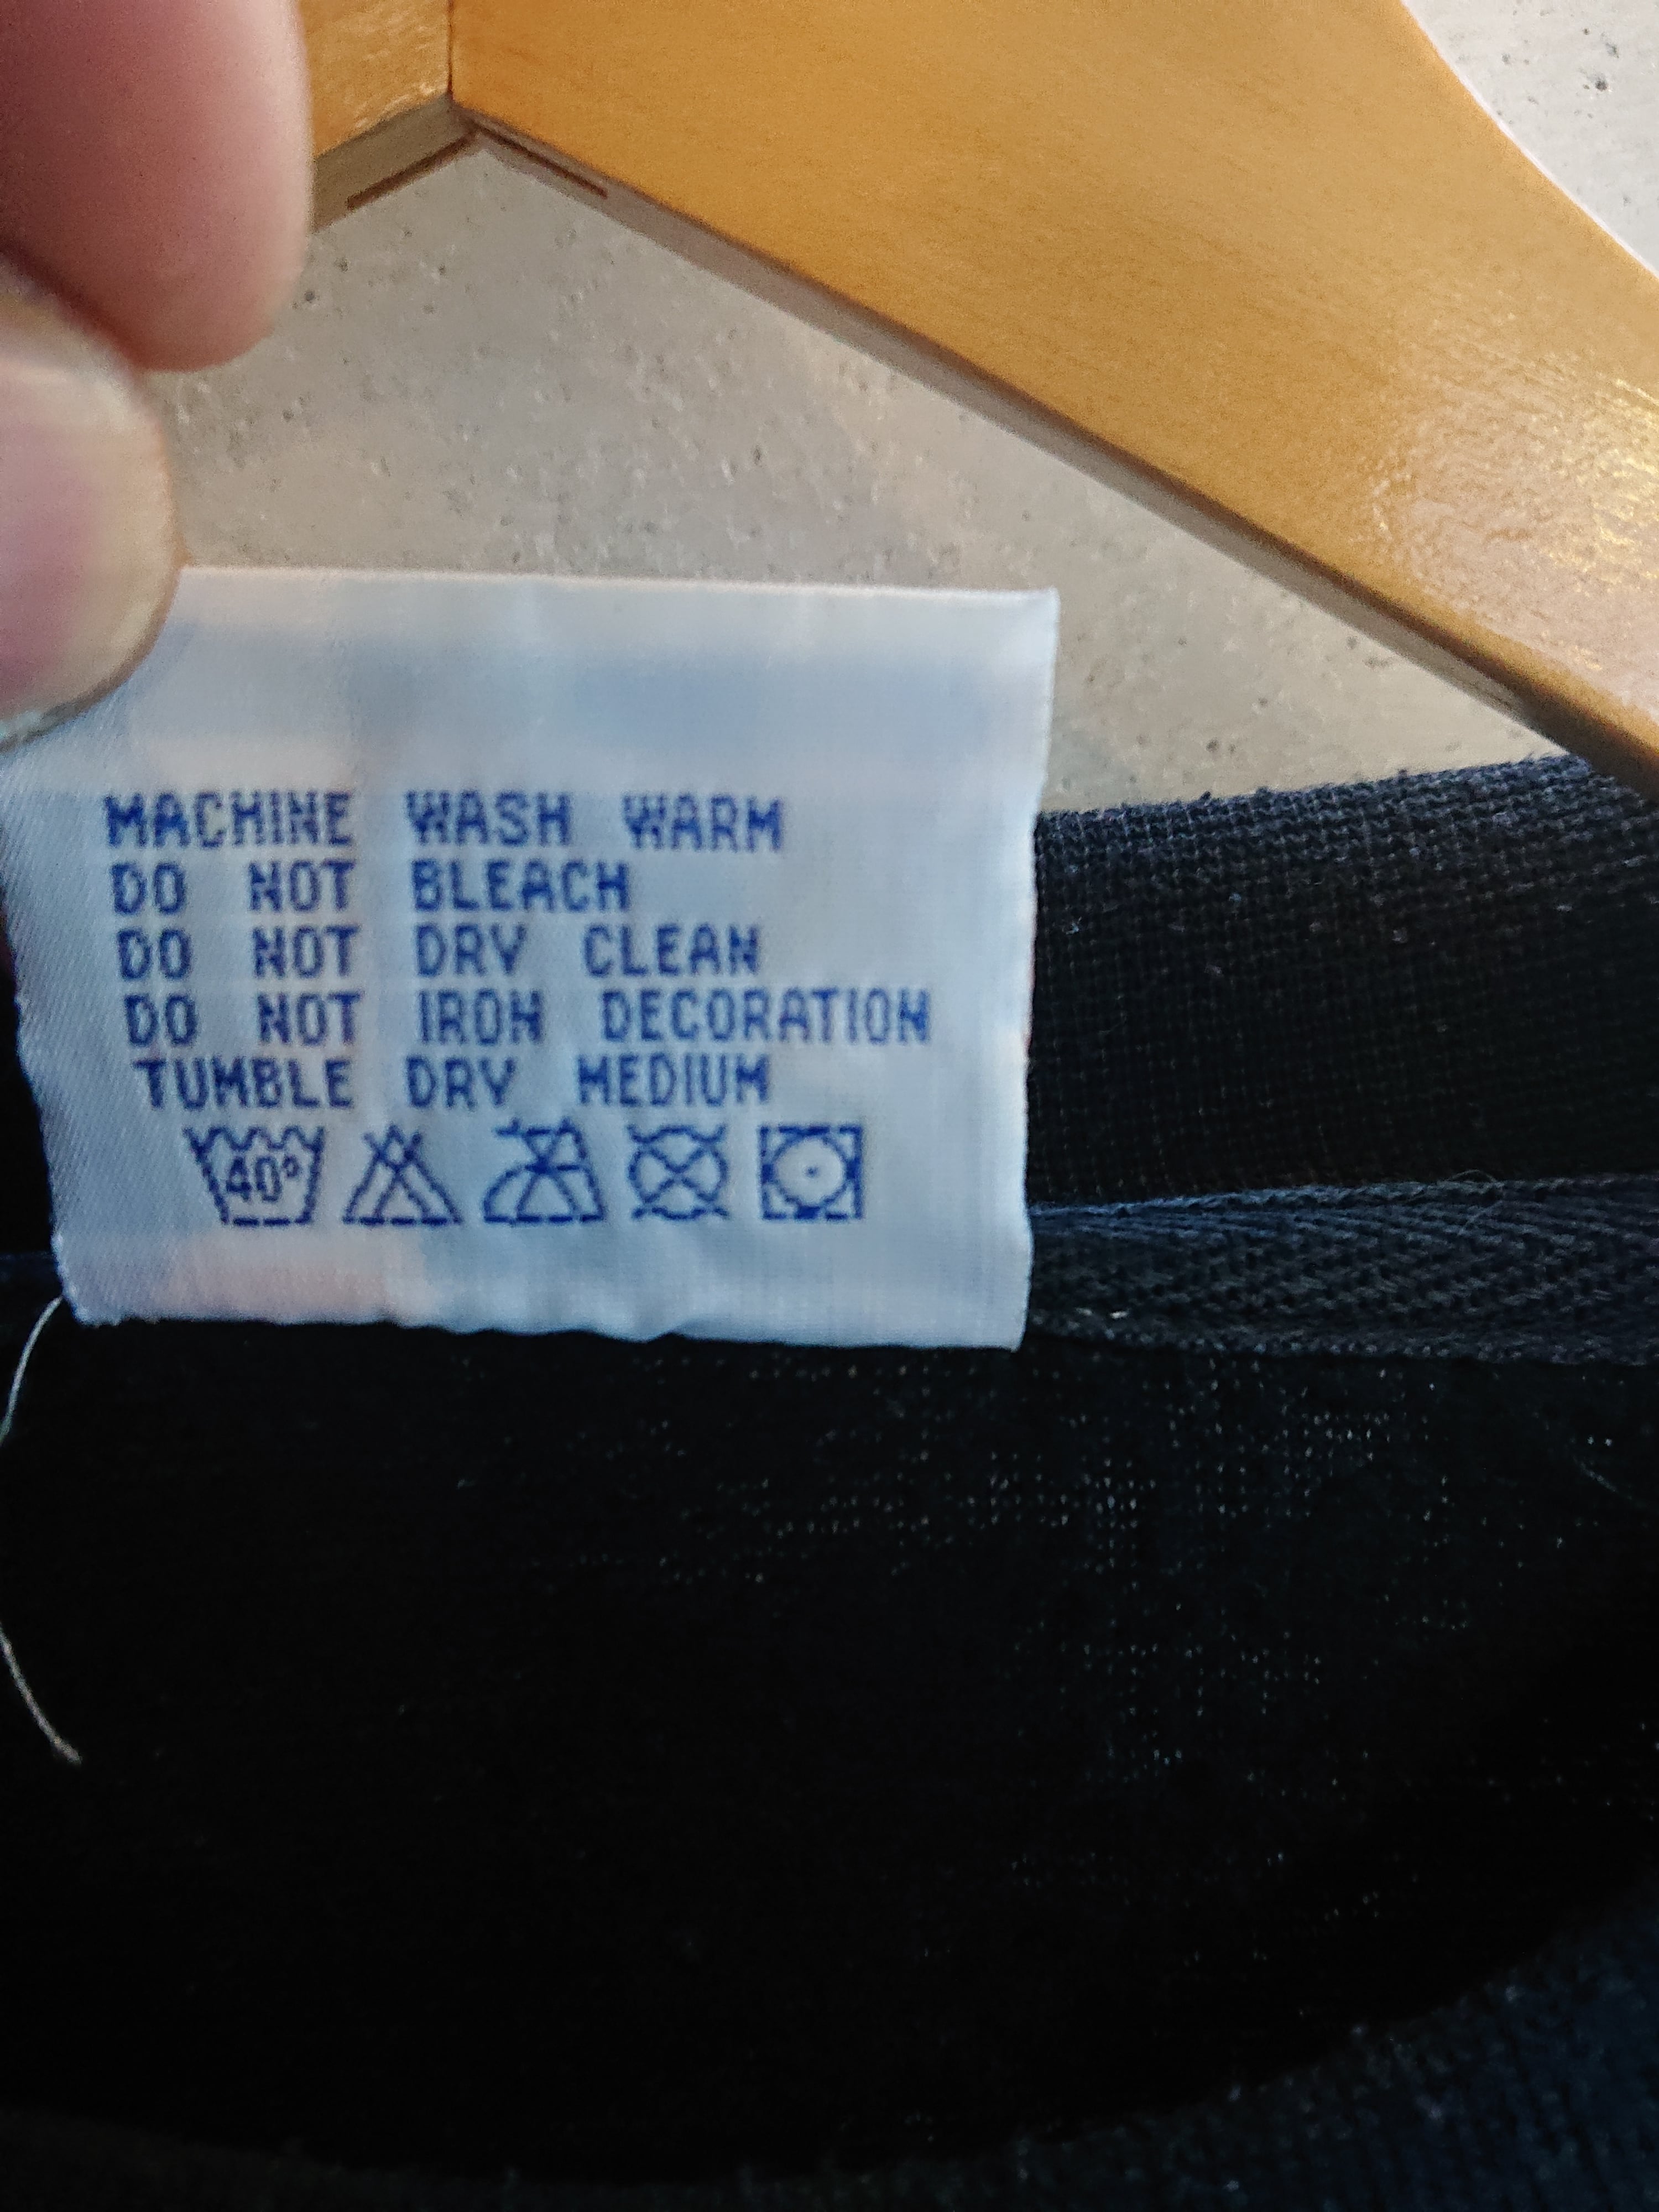 MACHINE WASH WARM
DO NOT BLEACH
DO NOT DRY CLEAN
DO NOT IRON DECORATION
TUMBLE DRY MEDIUM
40°